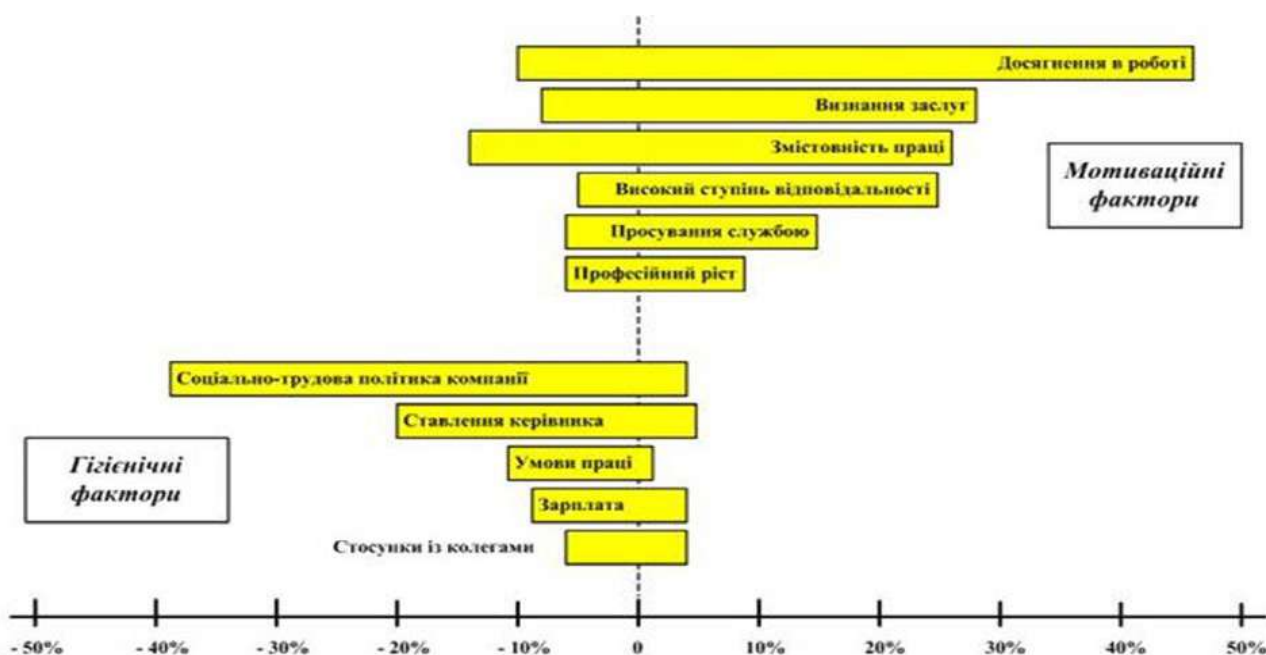 Досягнення в роботі
Визнання заслуг
Змістовність праці
Високий ступінь відповідальності
Просування службою
Професійний ріст
Мотиваційні
фактори
Соціально-трудова політика компанії
Ставлення керівника
Умови праці
Зарплата
Стосунки із колегами
Гігієнічні
фактори
- 50% - 40% - 30% - 20% - 10% 0 10% 20% 30% 40% 50%